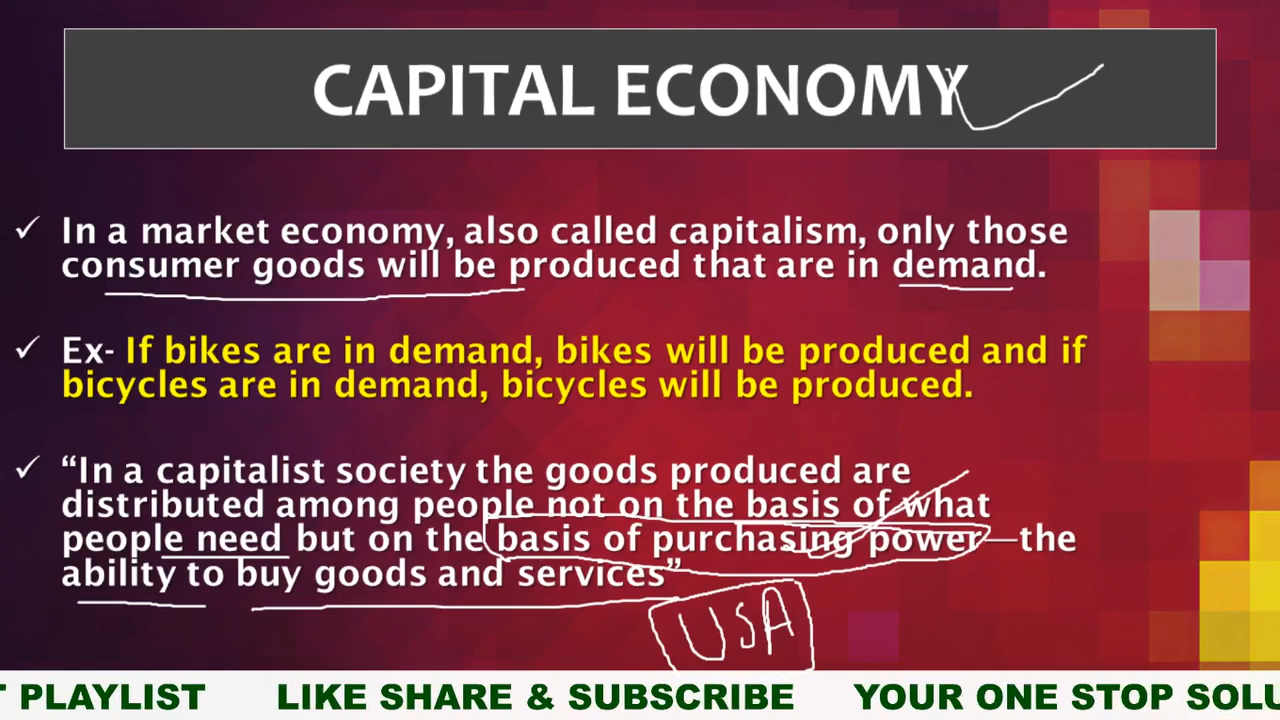 CAPITAL ECONOMY
✓ In a market economy, also called capitalism, only those
consumer goods will be produced that are in demand.
✓ Ex- If bikes are in demand, bikes will be produced and if
bicycles are in demand, bicycles will be produced.
✓ “In a capitalist society the goods produced are
distributed among people not on the basis of what
people need but on the basis of purchasing power—the
ability to buy goods and services”
USA
T PLAYLIST LIKE SHARE & SUBSCRIBE YOUR ONE STOP SOLU